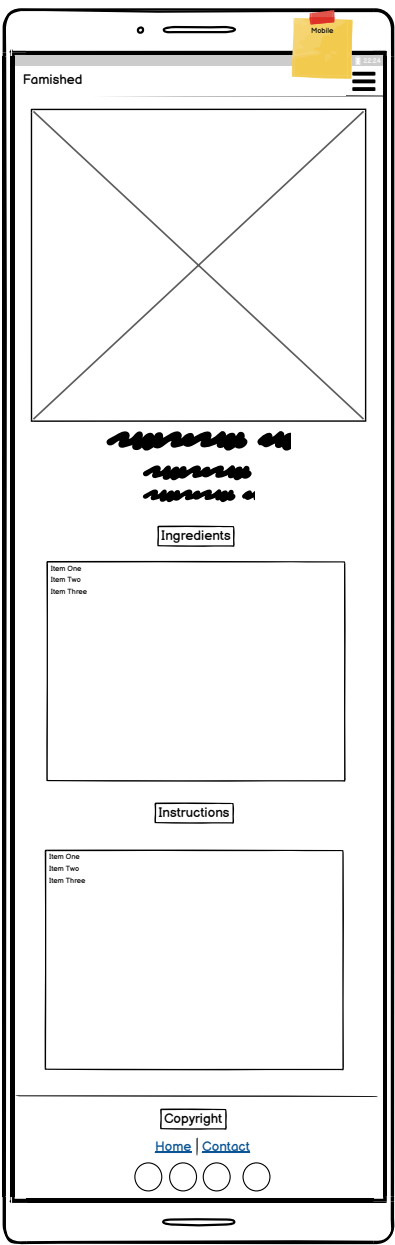 Mobile
22:24
Famished
Ingredients
Item One
Item Two
Item Three
Instructions
Item One
Item Two
Item Three
Copyright
Home | Contact